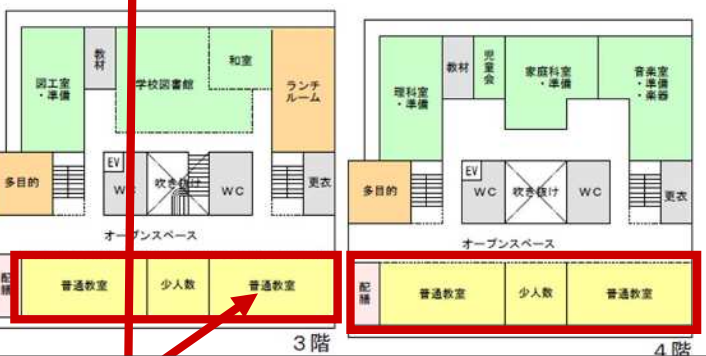 教材
和室
図工室
・準備
学校図書館
ランチ
ルーム
多目的
EV
WC
吹き抜け
WC
更衣
オープンスペース
配膳
普通教室
少人数
普通教室
3階
教材
児童会
家庭科室
・準備
音楽室
・準備
・楽器
理科室
・準備
多目的
EV
WC
吹き抜け
WC
更衣
オープンスペース
配膳
普通教室
少人数
普通教室
4階